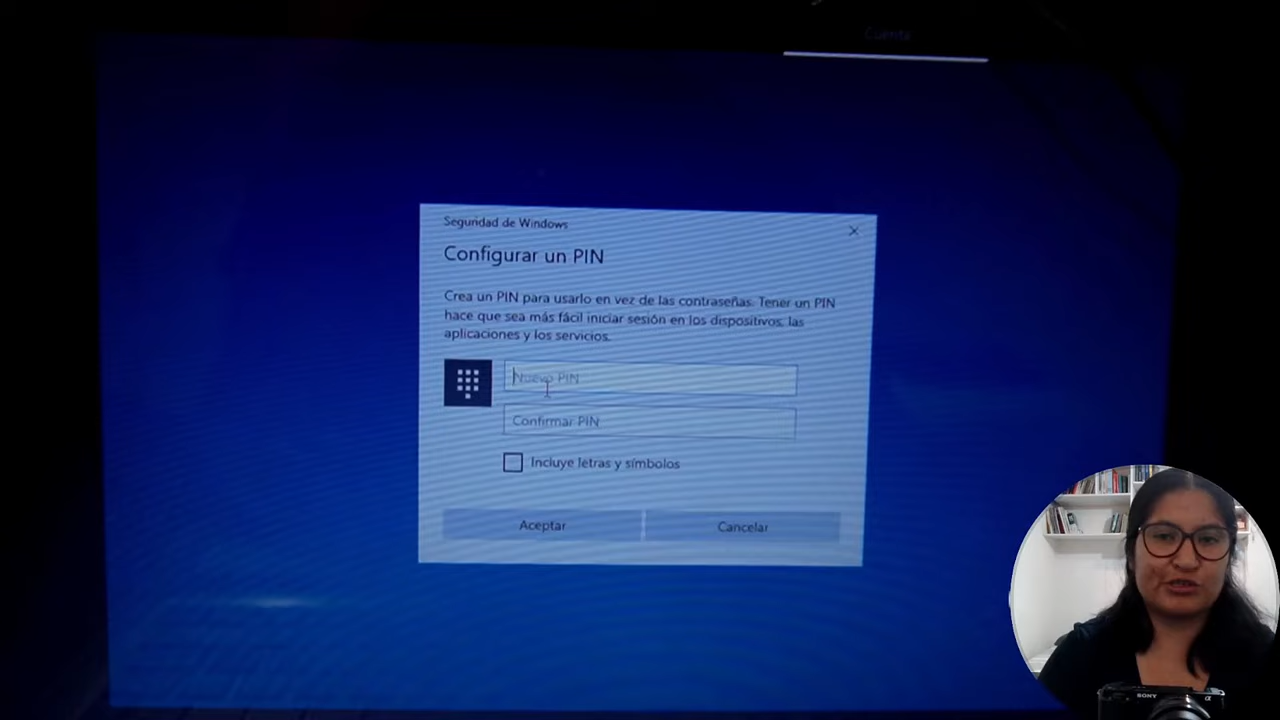 Cuenta
Seguridad de Windows
Configurar un PIN
Crea un PIN para usarlo en vez de las contraseñas. Tener un PIN
hace que sea más fácil iniciar sesión en los dispositivos, las
aplicaciones y los servicios.
Nuevo PIN
Confirmar PIN
Incluye letras y símbolos
Aceptar
Cancelar
SONY
α